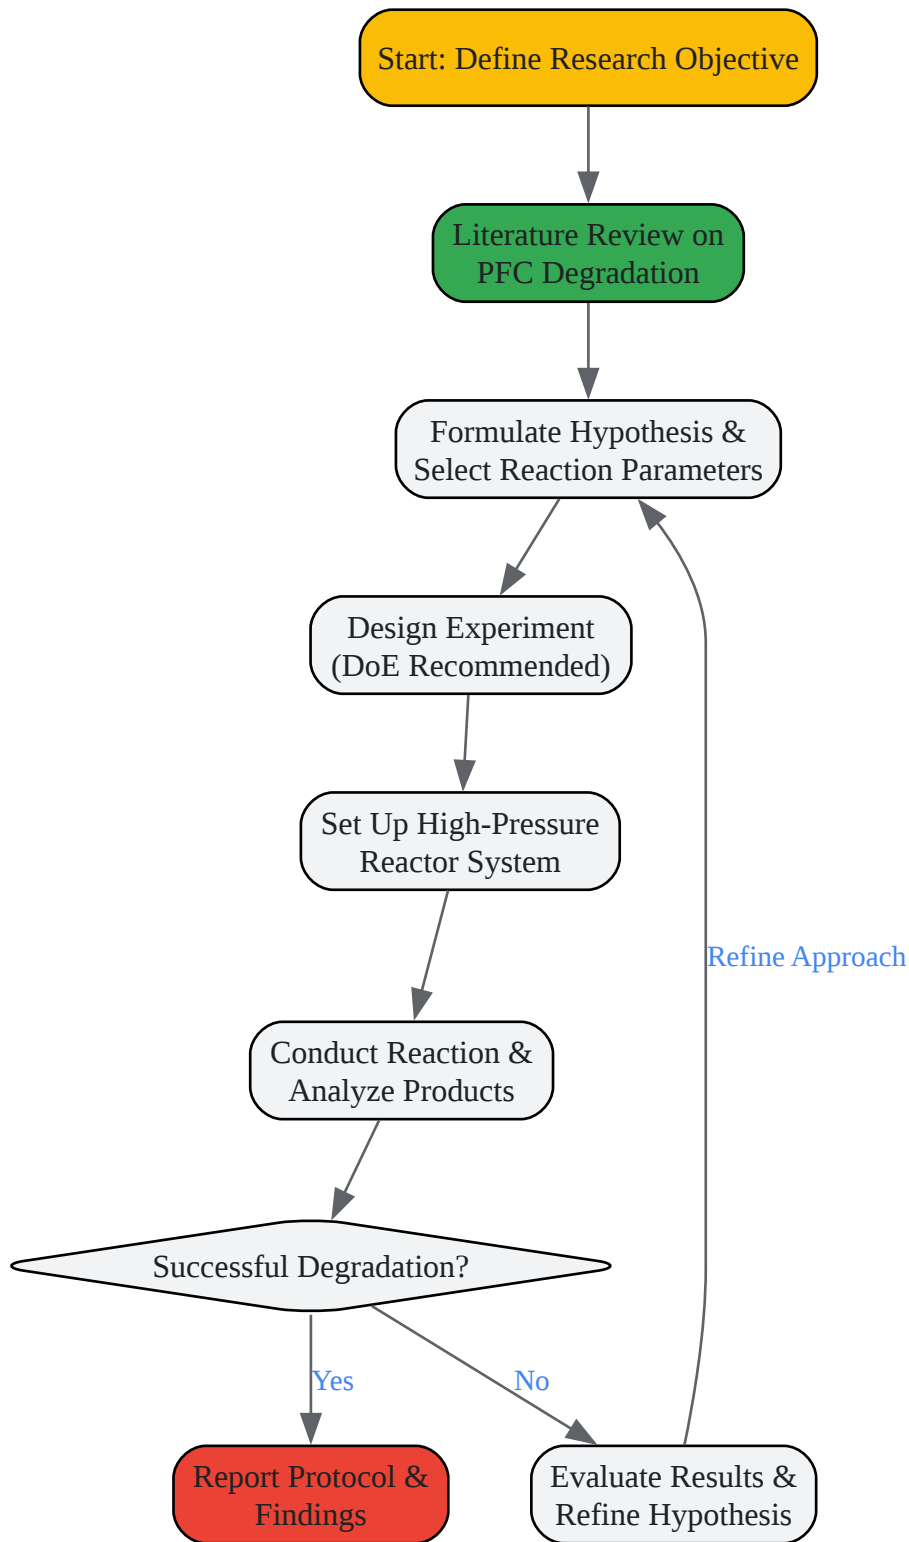 Start: Define Research Objective
Literature Review on
PFC Degradation
Formulate Hypothesis &
Select Reaction Parameters
Design Experiment
(DoE Recommended)
Set Up High-Pressure
Reactor System
Refine Approach
Conduct Reaction &
Analyze Products
Successful Degradation?
Yes
No
Report Protocol &
Findings
Evaluate Results &
Refine Hypothesis